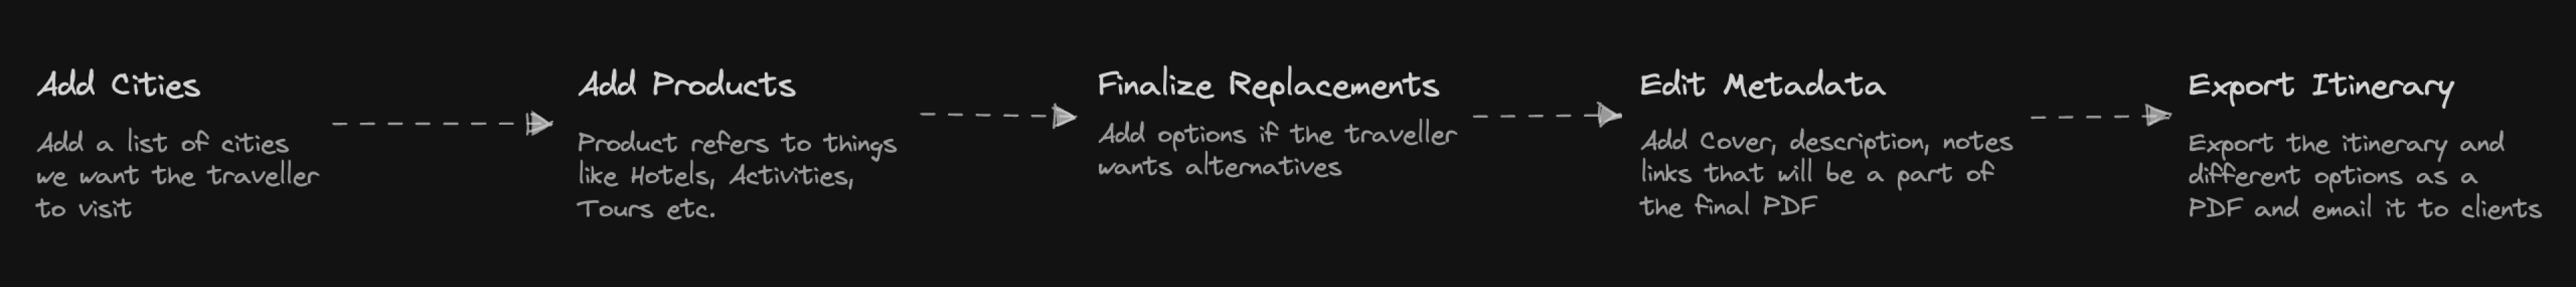 Add Cities
Add a list of cities
we want the traveller
to visit
Add Products
Product refers to things
like Hotels, Activities,
Tours etc.
Finalize Replacements
Add options if the traveller
wants alternatives
Edit Metadata
Add Cover, description, notes
links that will be a part of
the final PDF
Export Itinerary
Export the itinerary and
different options as a
PDF and email it to clients